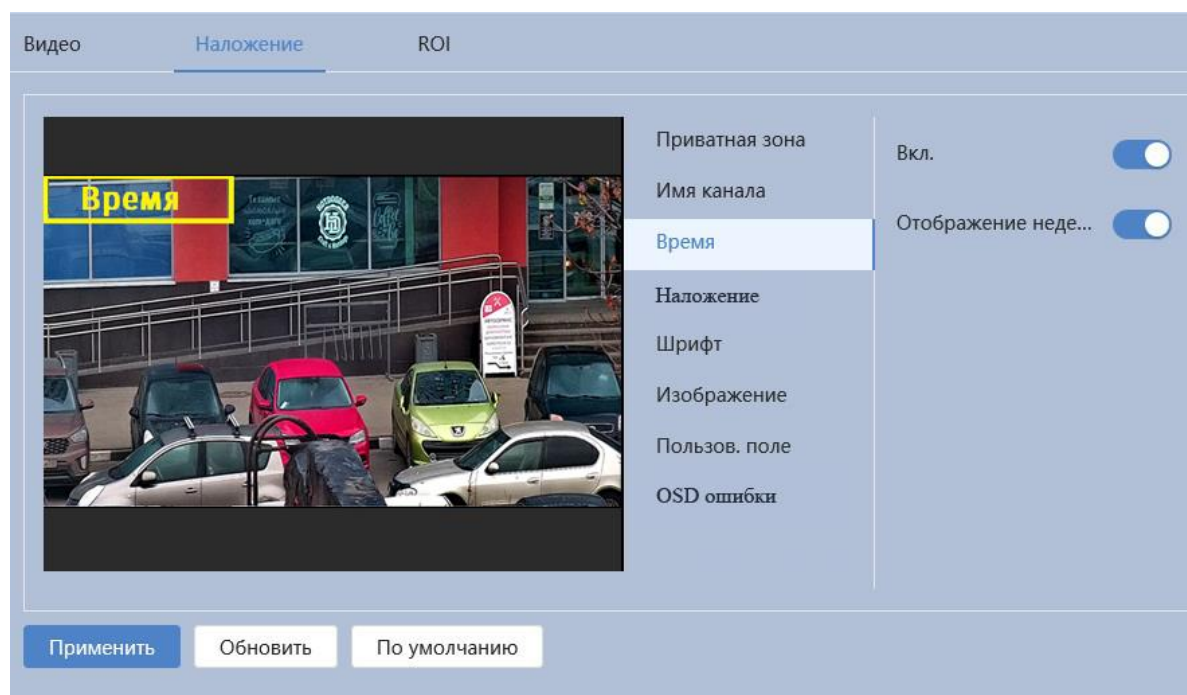 Видео
Наложение
ROI
Время
Приватная зона
Имя канала
Время
Наложение
Шрифт
Изображение
Пользов. поле
OSD ошибки
Вкл.
Отображение неде...
Применить
Обновить
По умолчанию